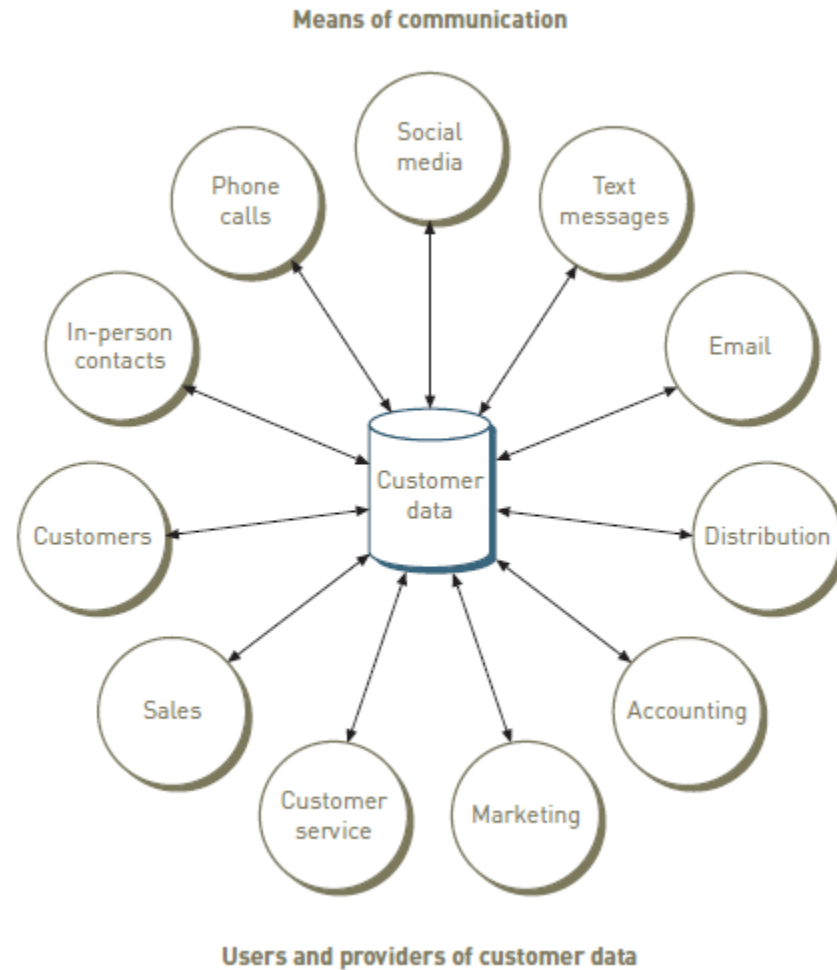 Means of communication
Social
media
Phone
calls
Text
messages
In-person
contacts
Email
Customer
data
Customers
Distribution
Sales
Accounting
Customer
service
Marketing
Users and providers of customer data